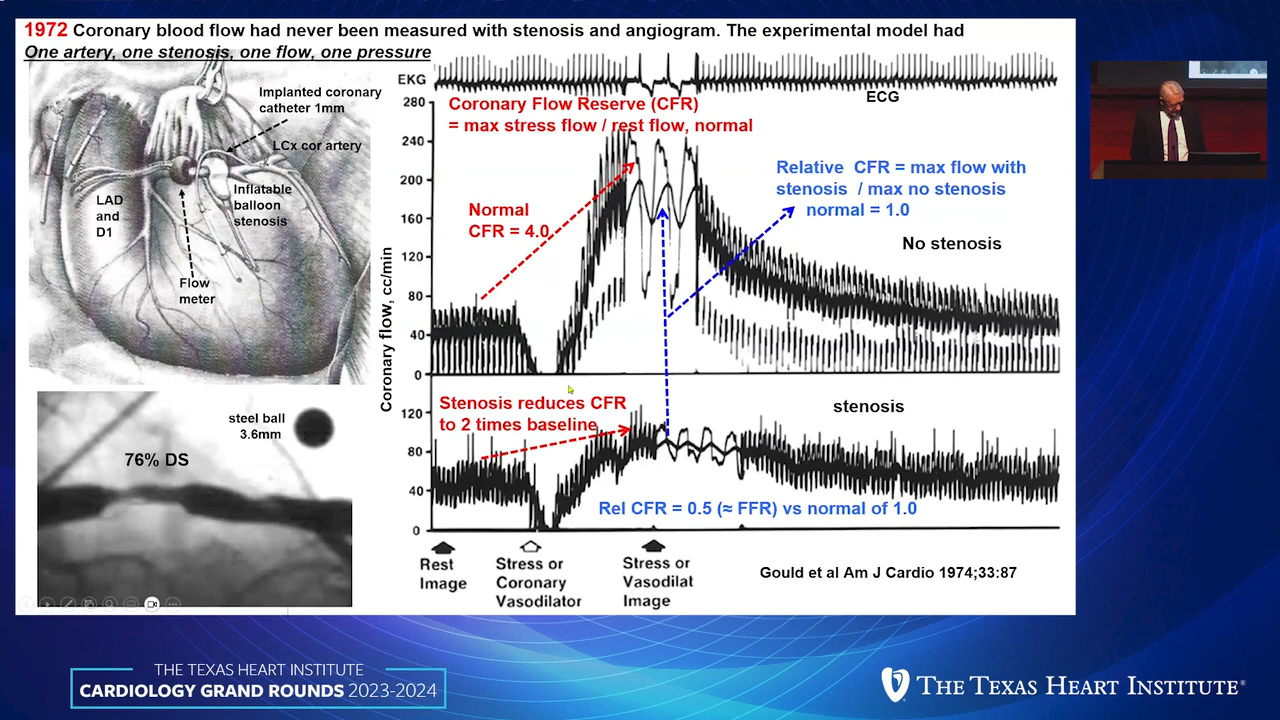 1972 Coronary blood flow had never been measured with stenosis and angiogram. The experimental model had
One artery, one stenosis, one flow, one pressure
Implanted coronary
catheter 1mm
LCx cor artery
Inflatable
balloon
stenosis
LAD
and
D1
Flow
meter
steel ball
3.6mm
76% DS
EKG
ECG
280
240
200
160
120
80
40
0
Coronary flow, cc/min
Coronary Flow Reserve (CFR)
= max stress flow / rest flow, normal
Normal
CFR = 4.0
Relative CFR = max flow with
stenosis / max no stenosis
normal = 1.0
No stenosis
120
80
40
0
Stenosis reduces CFR
to 2 times baseline
stenosis
Rel CFR = 0.5 (≈ FFR) vs normal of 1.0
Rest
Image
Stress or
Coronary
Vasodilator
Stress or
Vasodilat
Image
Gould et al Am J Cardio 1974;33:87
THE TEXAS HEART INSTITUTE
CARDIOLOGY GRAND ROUNDS 2023-2024
THE TEXAS HEART INSTITUTE®